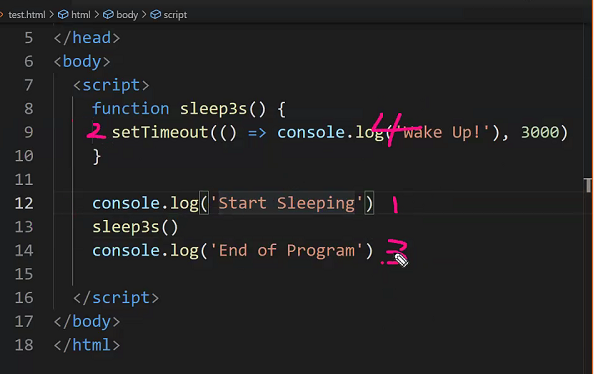 test.html > html > body > script
5 </head>
6 <body>
7 <script>
8 function sleep3s() {
9 2 setTimeout(() => console.log('Wake Up!'), 3000) 4
10 }
11
12 console.log('Start Sleeping') 1
13 sleep3s()
14 console.log('End of Program') 3
15
16 </script>
17 </body>
18 </html>